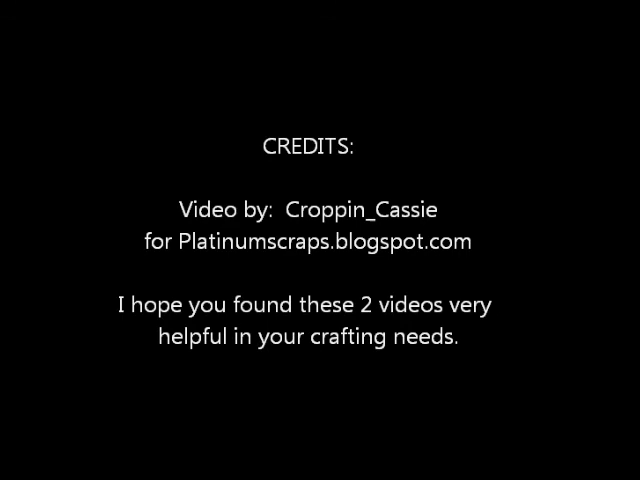 CREDITS:
Video by:  Croppin_Cassie
for Platinumscraps.blogspot.com
I hope you found these 2 videos very
helpful in your crafting needs.